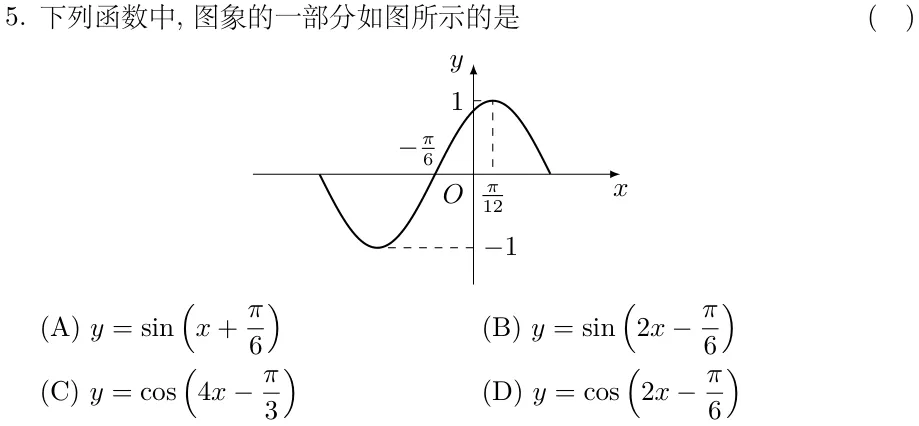 5. 下列函数中, 图象的一部分如图所示的是 ( )
y
1
−π/6
O π/12 x
−1
(A) y = sin(x + π/6) (B) y = sin(2x − π/6)
(C) y = cos(4x − π/3) (D) y = cos(2x − π/6)